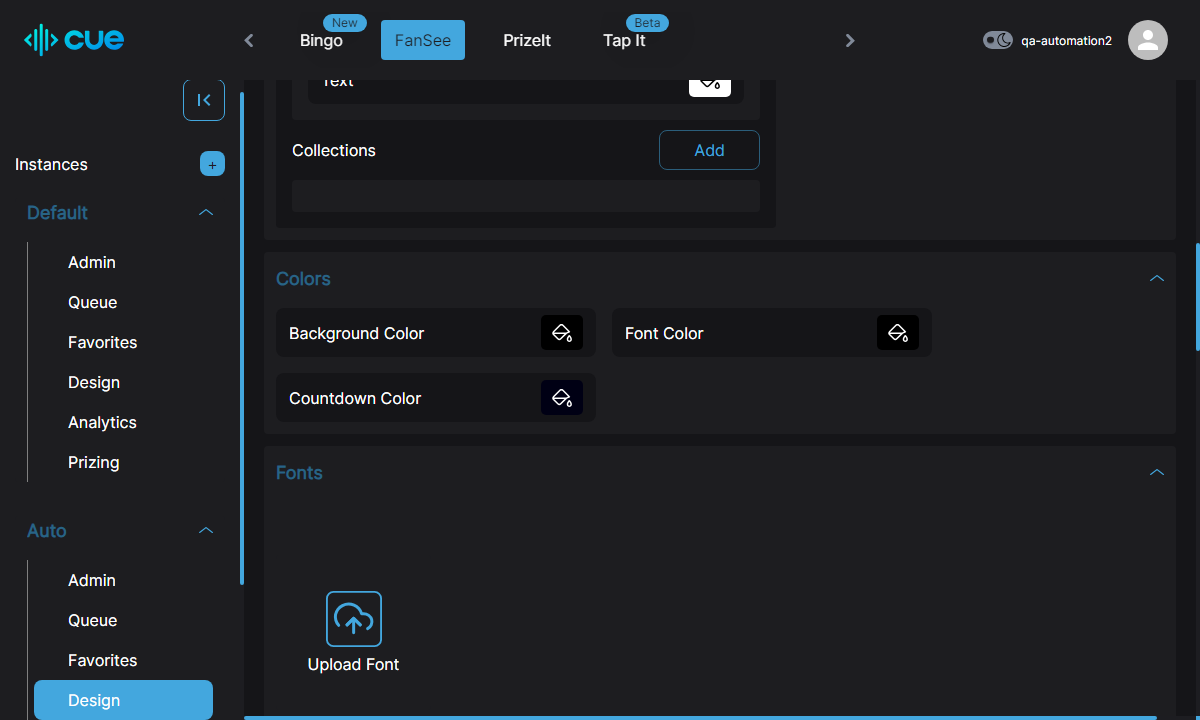 cue
Bingo
New
FanSee
PrizeIt
Tap It
Beta
qa-automation2
Instances
+
Default
Admin
Queue
Favorites
Design
Analytics
Prizing
Auto
Admin
Queue
Favorites
Design
Text
Collections
Add
Colors
Background Color
Font Color
Countdown Color
Fonts
Upload Font